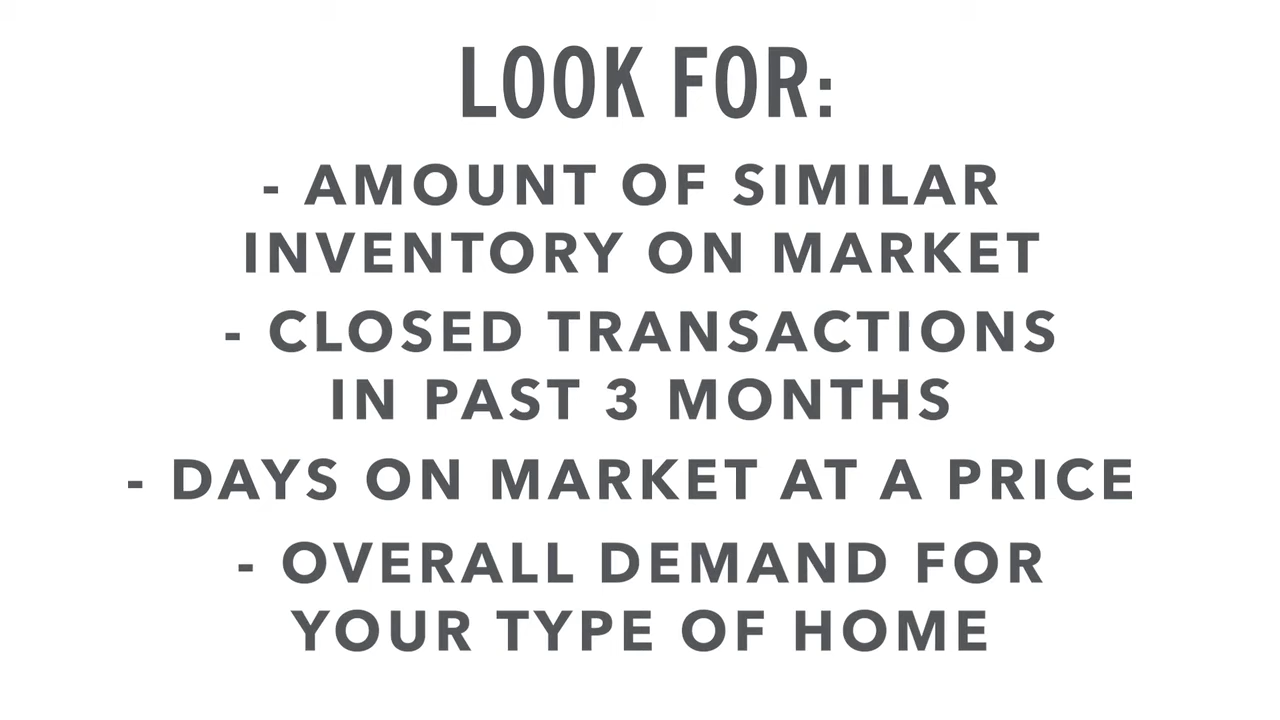 LOOK FOR:
- AMOUNT OF SIMILAR
INVENTORY ON MARKET
- CLOSED TRANSACTIONS
IN PAST 3 MONTHS
- DAYS ON MARKET AT A PRICE
- OVERALL DEMAND FOR
YOUR TYPE OF HOME